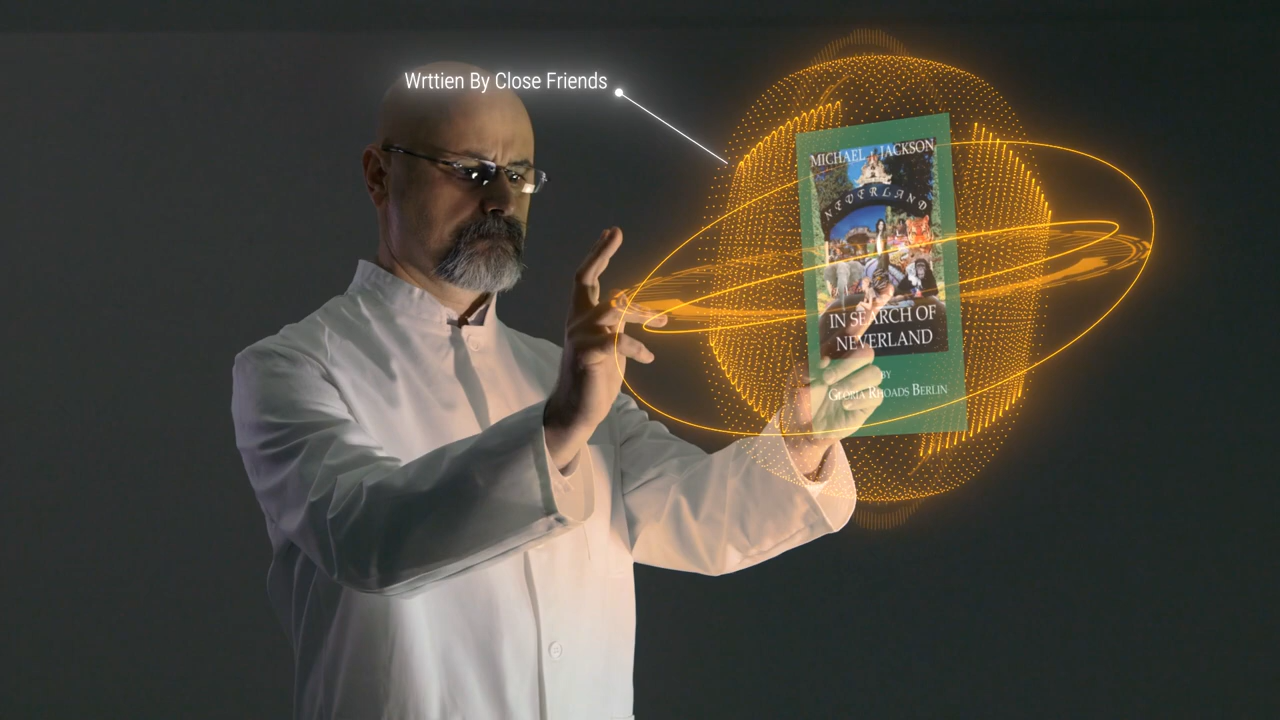 Wrttien By Close Friends
MICHAEL JACKSON
NEVERLAND
IN SEARCH OF
NEVERLAND
BY
GLORIA RHOADS BERLIN